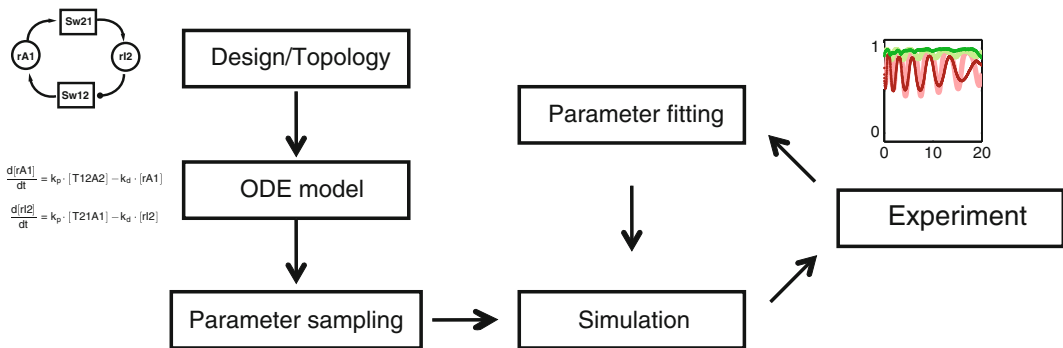 Sw21
rA1
rI2
Sw12
Design/Topology
d[rA1]/dt = kp · [T12A2] – kd · [rA1]
d[rI2]/dt = kp · [T21A1] – kd · [rI2]
ODE model
Parameter sampling
Simulation
Parameter fitting
Experiment
1
0
0 10 20